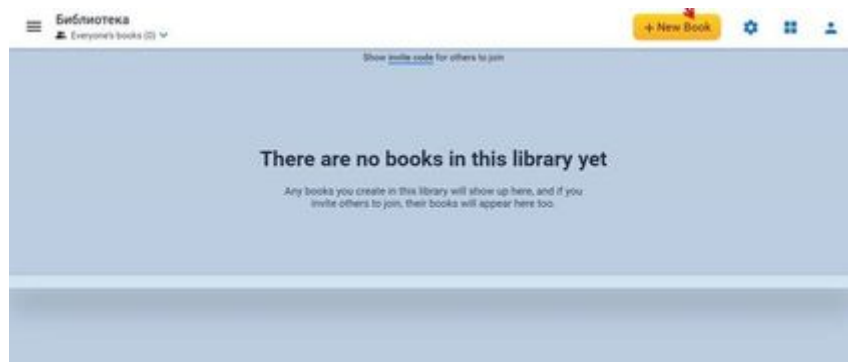 Библиотека
Everyone's books (0)
+ New Book
Show invite code for others to join
There are no books in this library yet
Any books you create in this library will show up here, and if you
invite others to join, their books will appear here too.